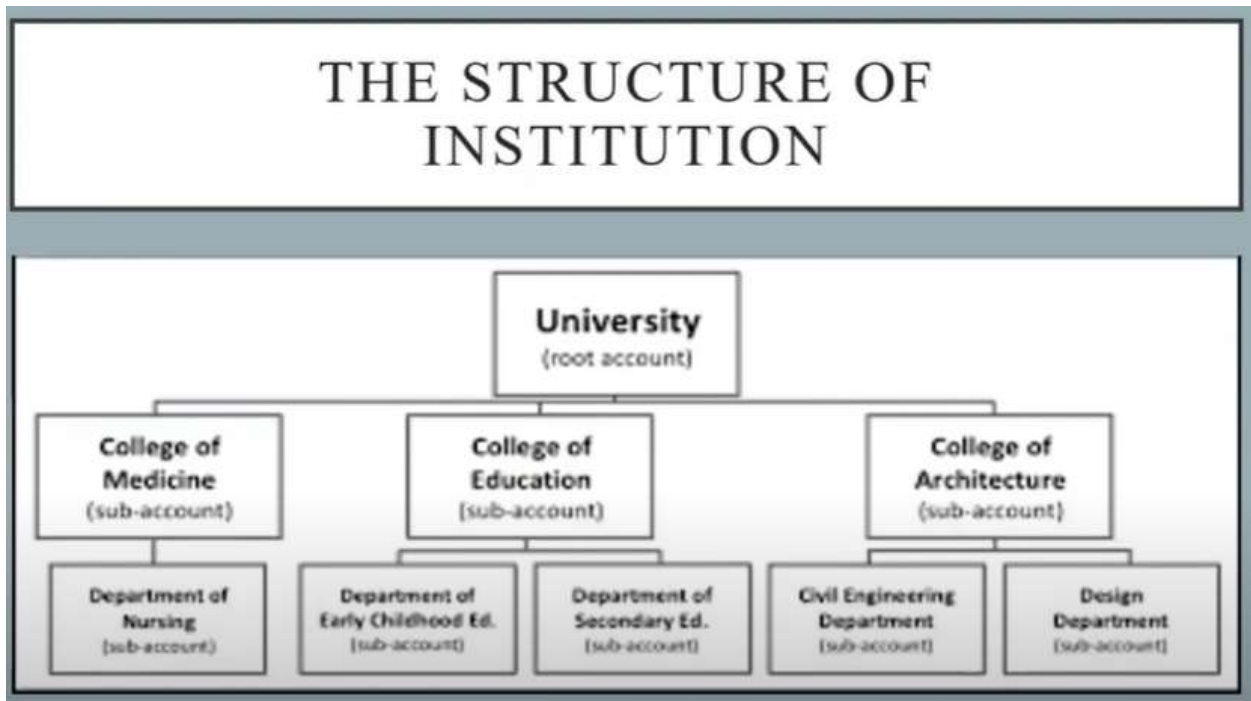 THE STRUCTURE OF
INSTITUTION
University
(root account)
College of
Medicine
(sub-account)
College of
Education
(sub-account)
College of
Architecture
(sub-account)
Department of
Nursing
(sub-account)
Department of
Early Childhood Ed.
(sub-account)
Department of
Secondary Ed.
(sub-account)
Civil Engineering
Department
(sub-account)
Design
Department
(sub-account)